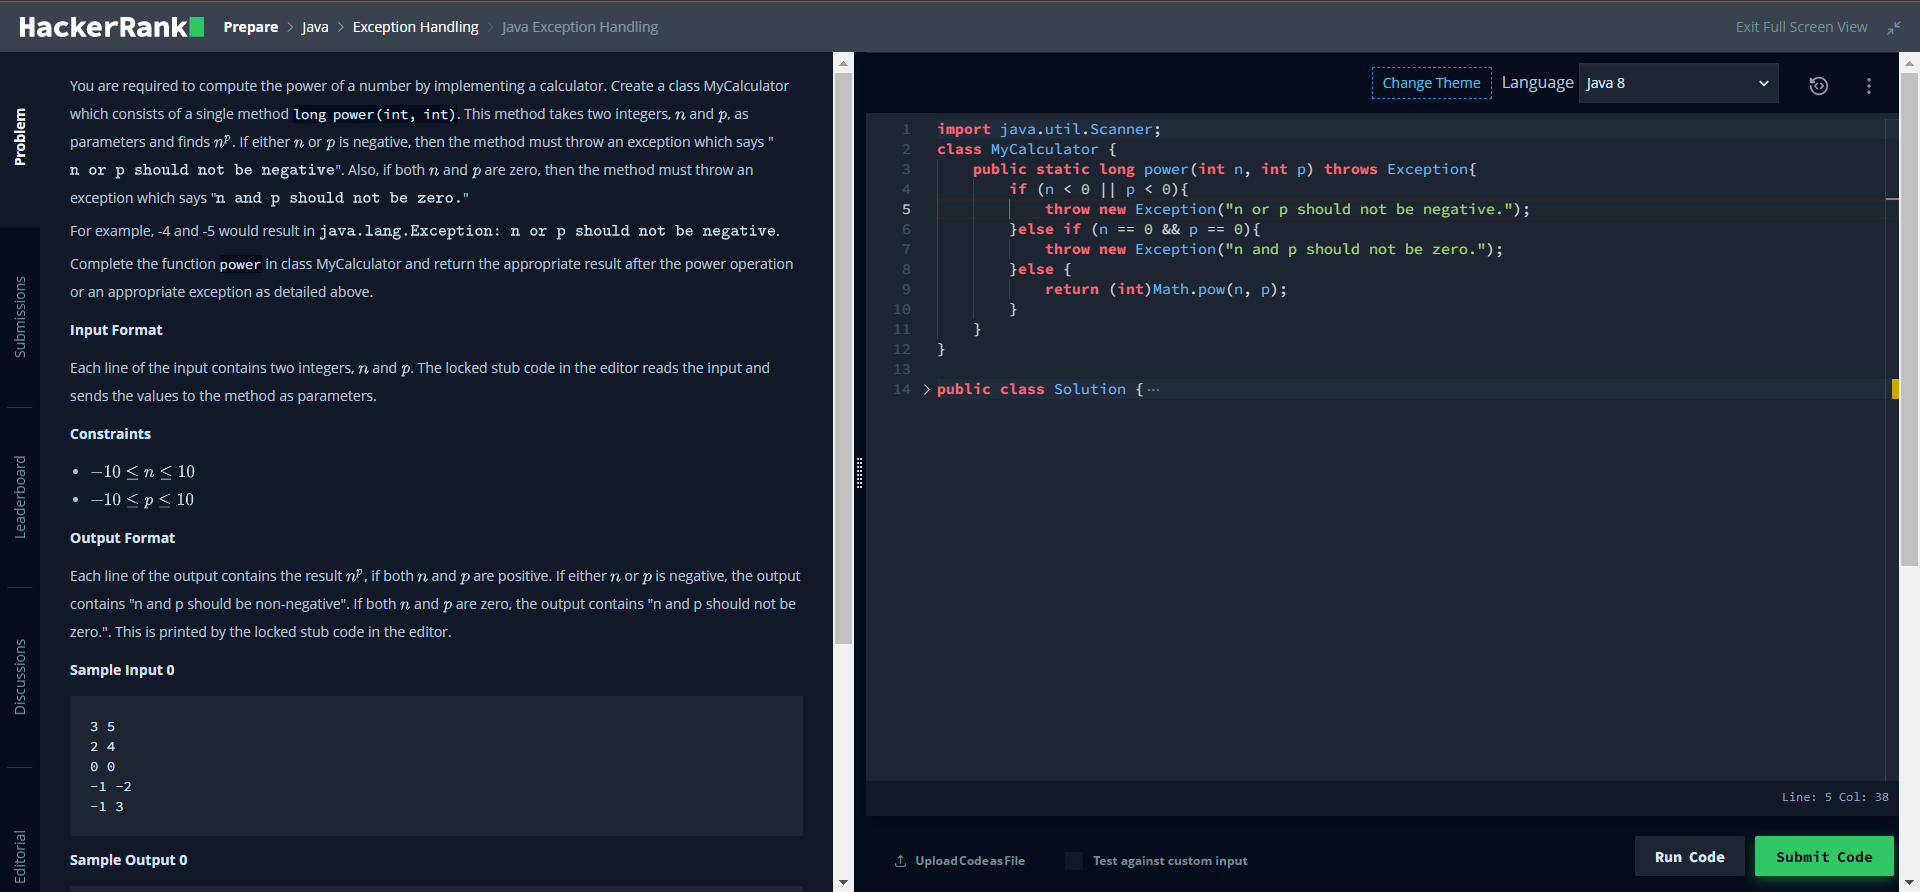 HackerRank
Prepare > Java > Exception Handling > Java Exception Handling
Exit Full Screen View
Problem
Submissions
Leaderboard
Discussions
Editorial
You are required to compute the power of a number by implementing a calculator. Create a class MyCalculator
which consists of a single method long power(int, int). This method takes two integers, n and p, as
parameters and finds nᵖ. If either n or p is negative, then the method must throw an exception which says "
n or p should not be negative". Also, if both n and p are zero, then the method must throw an
exception which says "n and p should not be zero."
For example, -4 and -5 would result in java.lang.Exception: n or p should not be negative.
Complete the function power in class MyCalculator and return the appropriate result after the power operation
or an appropriate exception as detailed above.
Input Format
Each line of the input contains two integers, n and p. The locked stub code in the editor reads the input and
sends the values to the method as parameters.
Constraints
• −10 ≤ n ≤ 10
• −10 ≤ p ≤ 10
Output Format
Each line of the output contains the result nᵖ, if both n and p are positive. If either n or p is negative, the output
contains "n and p should be non-negative". If both n and p are zero, the output contains "n and p should not be
zero.". This is printed by the locked stub code in the editor.
Sample Input 0
3 5
2 4
0 0
-1 -2
-1 3
Sample Output 0
Change Theme Language Java 8
1 import java.util.Scanner;
2 class MyCalculator {
3 public static long power(int n, int p) throws Exception{
4 if (n < 0 || p < 0){
5 throw new Exception("n or p should not be negative.");
6 }else if (n == 0 && p == 0){
7 throw new Exception("n and p should not be zero.");
8 }else {
9 return (int)Math.pow(n, p);
10 }
11 }
12 }
13
14 > public class Solution { ···
Line: 5 Col: 38
Upload Code as File
Test against custom input
Run Code
Submit Code